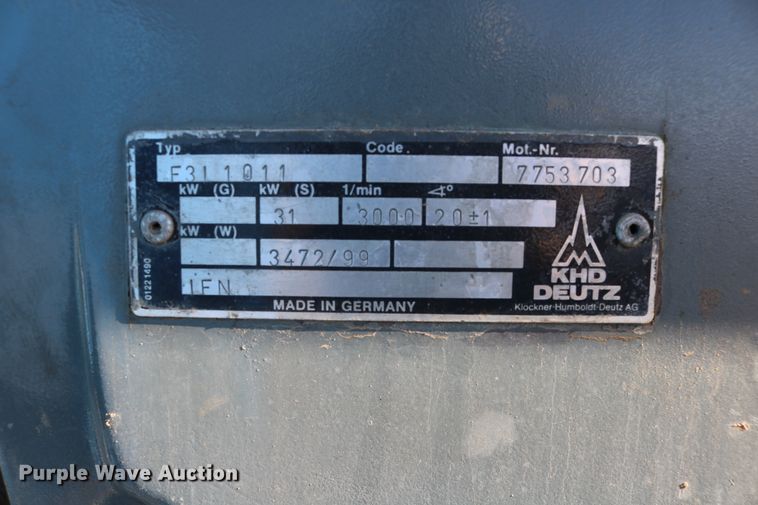 Typ Code Mot.-Nr.
F3L1011 7753703
kW (G) kW (S) 1/min ∢°
31 3000 20±1
kW (W)
3472/99
IFN
KHD
DEUTZ
MADE IN GERMANY
Klöckner-Humboldt-Deutz AG
01221490
Purple Wave Auction